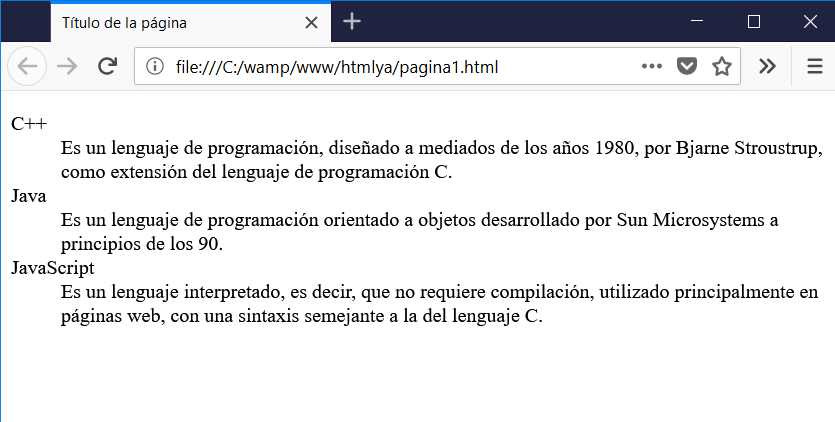 Título de la página
file:///C:/wamp/www/htmlya/pagina1.html
C++
Es un lenguaje de programación, diseñado a mediados de los años 1980, por Bjarne Stroustrup,
como extensión del lenguaje de programación C.
Java
Es un lenguaje de programación orientado a objetos desarrollado por Sun Microsystems a
principios de los 90.
JavaScript
Es un lenguaje interpretado, es decir, que no requiere compilación, utilizado principalmente en
páginas web, con una sintaxis semejante a la del lenguaje C.